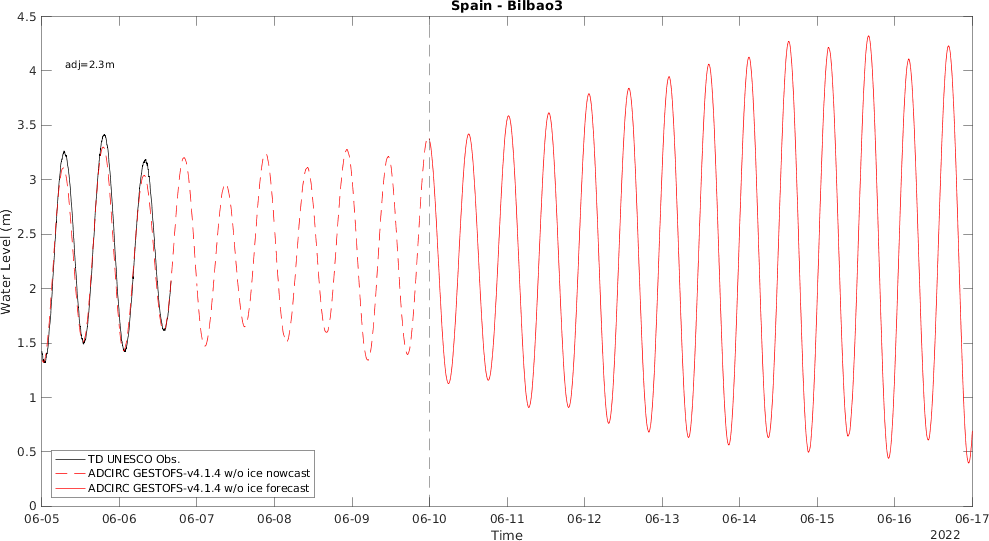 Spain - Bilbao3
4.5
4
3.5
3
2.5
2
1.5
1
0.5
0
Water Level (m)
adj=2.3m
TD UNESCO Obs.
ADCIRC GESTOFS-v4.1.4 w/o ice nowcast
ADCIRC GESTOFS-v4.1.4 w/o ice forecast
06-05 06-06 06-07 06-08 06-09 06-10 06-11 06-12 06-13 06-14 06-15 06-16 06-17
Time
2022